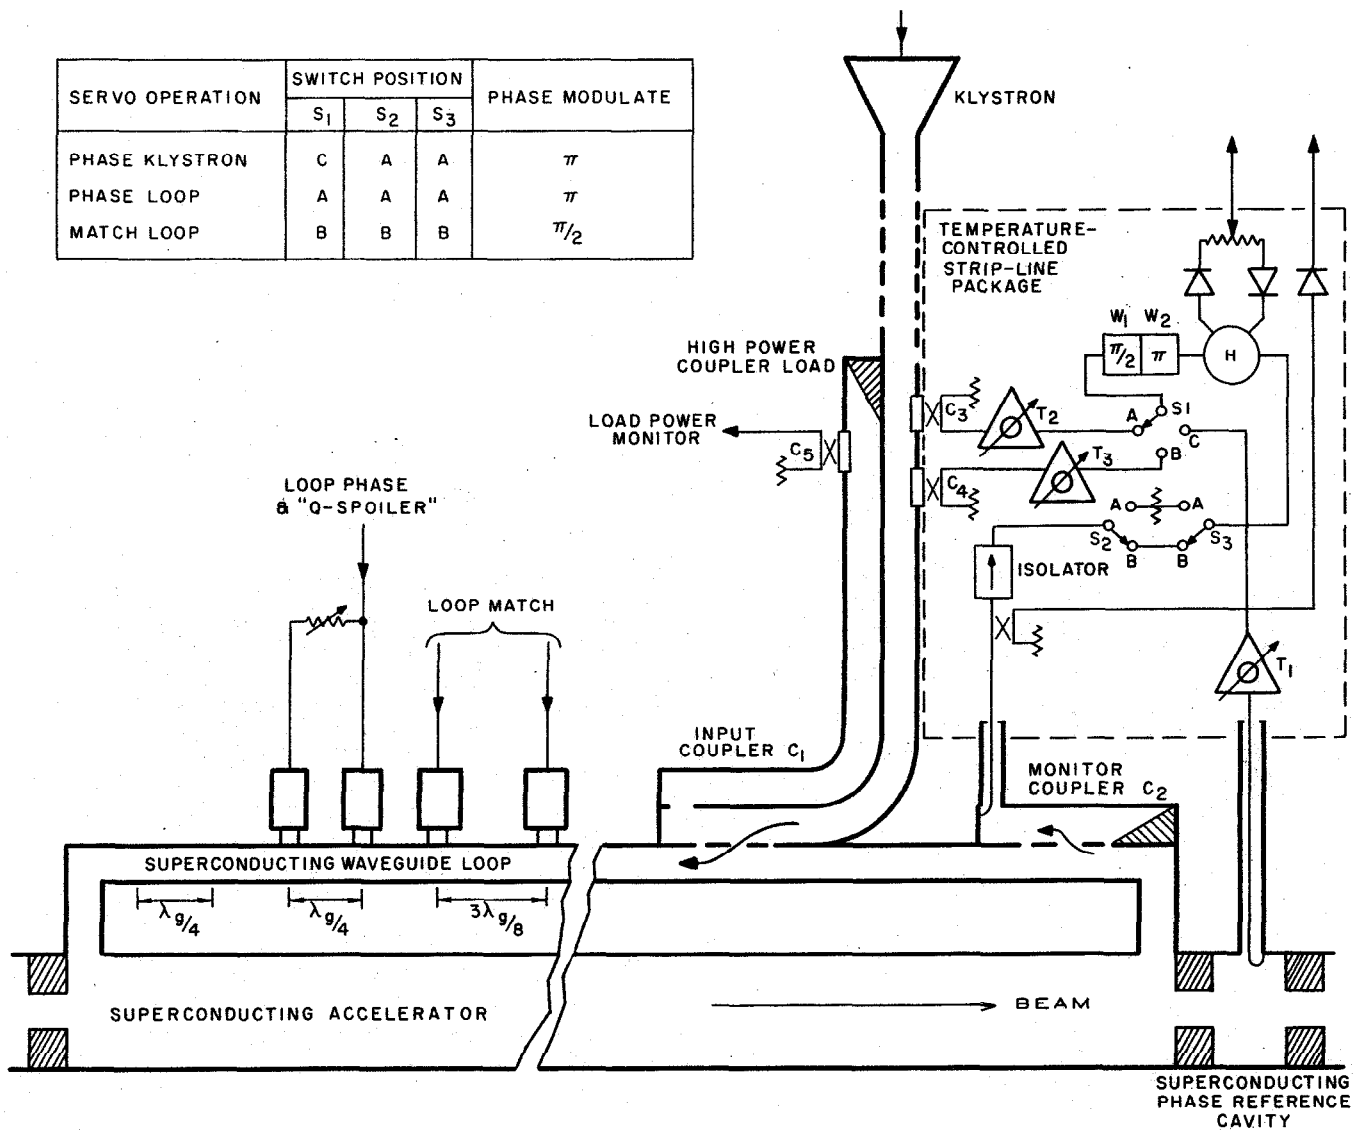 SERVO OPERATION
SWITCH POSITION
PHASE MODULATE
S1 S2 S3
PHASE KLYSTRON C A A π
PHASE LOOP A A A π
MATCH LOOP B B B π/2
KLYSTRON
TEMPERATURE-
CONTROLLED
STRIP-LINE
PACKAGE
W1 W2
π/2 π
H
HIGH POWER
COUPLER LOAD
LOAD POWER
MONITOR
C5
C3
T2
A
S1
C
B
C4
T3
A A
S2
S3
B B
ISOLATOR
T1
LOOP PHASE
& "Q-SPOILER"
LOOP MATCH
INPUT
COUPLER C1
MONITOR
COUPLER C2
SUPERCONDUCTING WAVEGUIDE LOOP
λg/4
λg/4
3λg/8
SUPERCONDUCTING ACCELERATOR
BEAM
SUPERCONDUCTING
PHASE REFERENCE
CAVITY